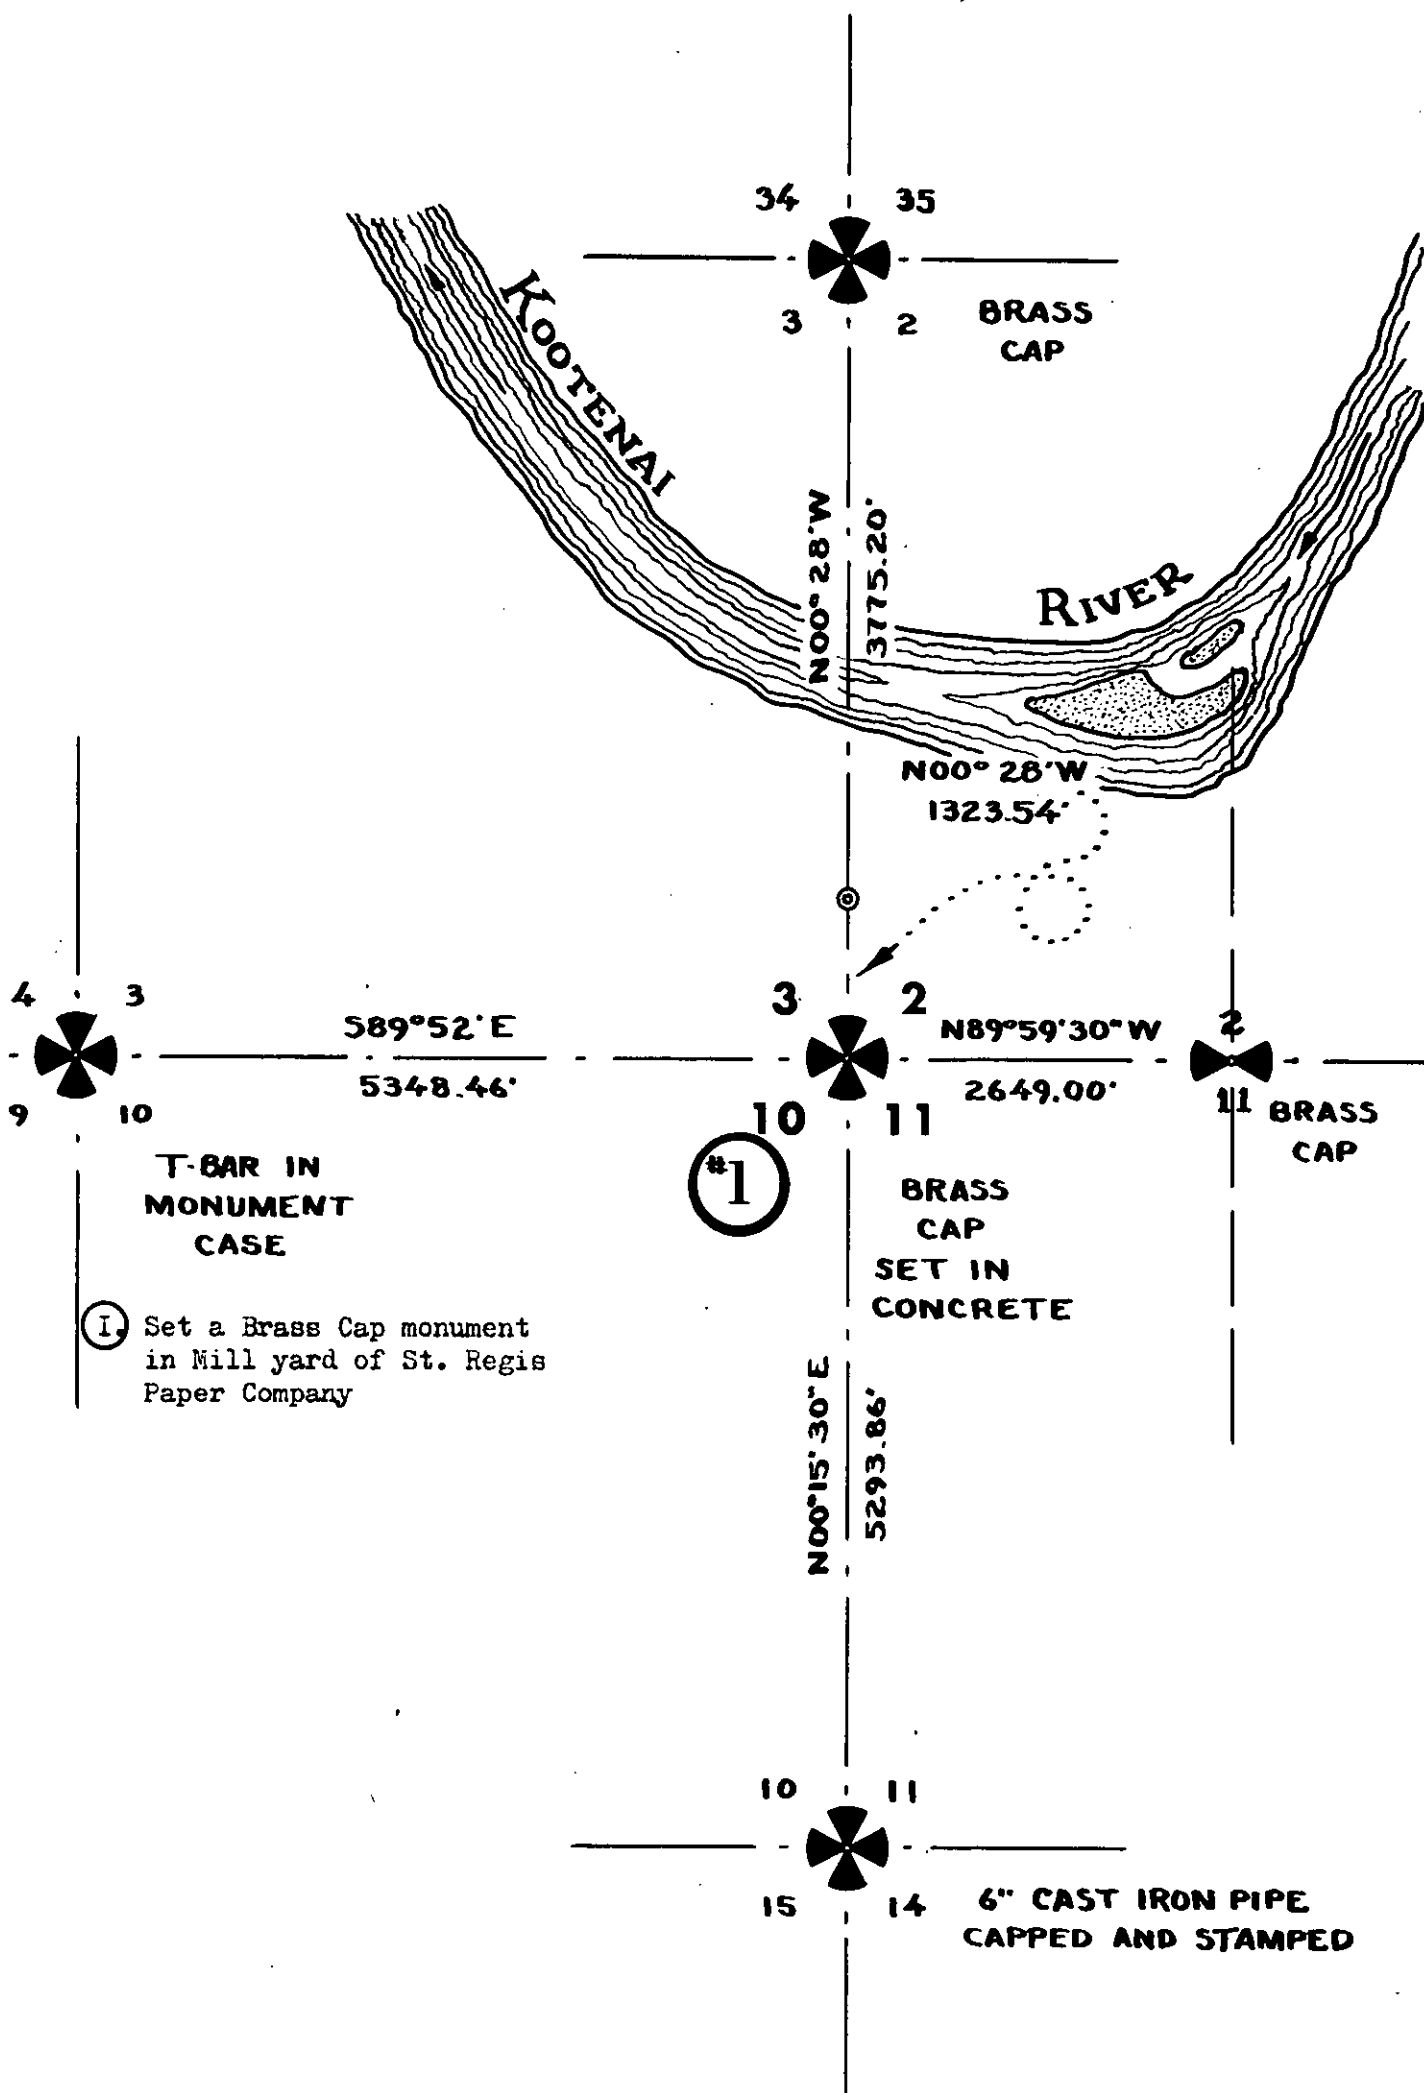 34 35
3 2
BRASS
CAP
KOOTENAI
RIVER
N00° 28'W
3775.20'
N00° 28'W
1323.54'
4 3
9 10
S89°52'E
5348.46'
3 2
10 11
N89°59'30"W
2649.00'
2
11
BRASS
CAP
T-BAR IN
MONUMENT
CASE
#1
BRASS
CAP
SET IN
CONCRETE
I. Set a Brass Cap monument
in Mill yard of St. Regis
Paper Company
N00°15'30"E
5293.86'
10 11
15 14
6" CAST IRON PIPE
CAPPED AND STAMPED